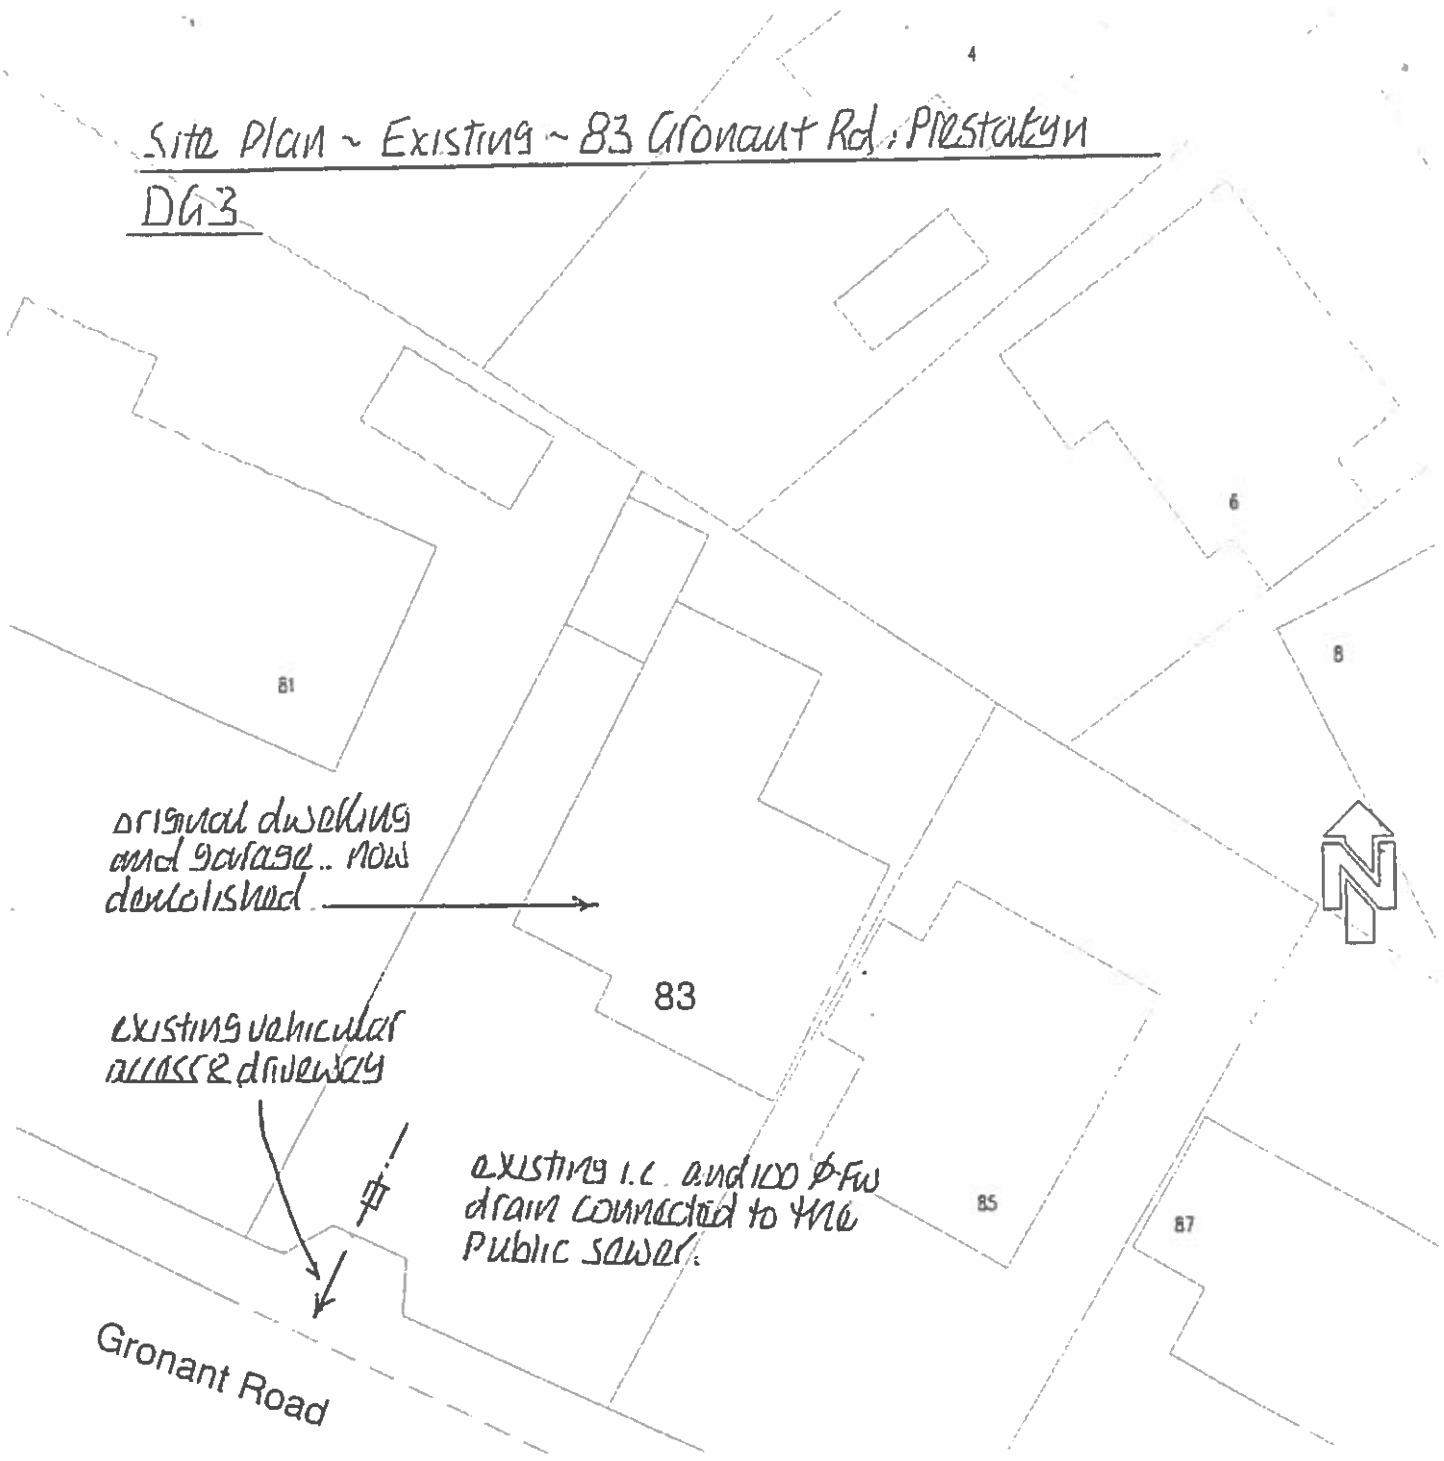 4
Site Plan ~ Existing ~ 83 Gronant Rd, Prestatyn
DG3
6
8
81
original dwelling
and garage.. now
demolished
N
83
existing vehicular
access & driveway
existing i.c. and 100 Ø FW
drain connected to the
Public sewer.
85
87
Gronant Road